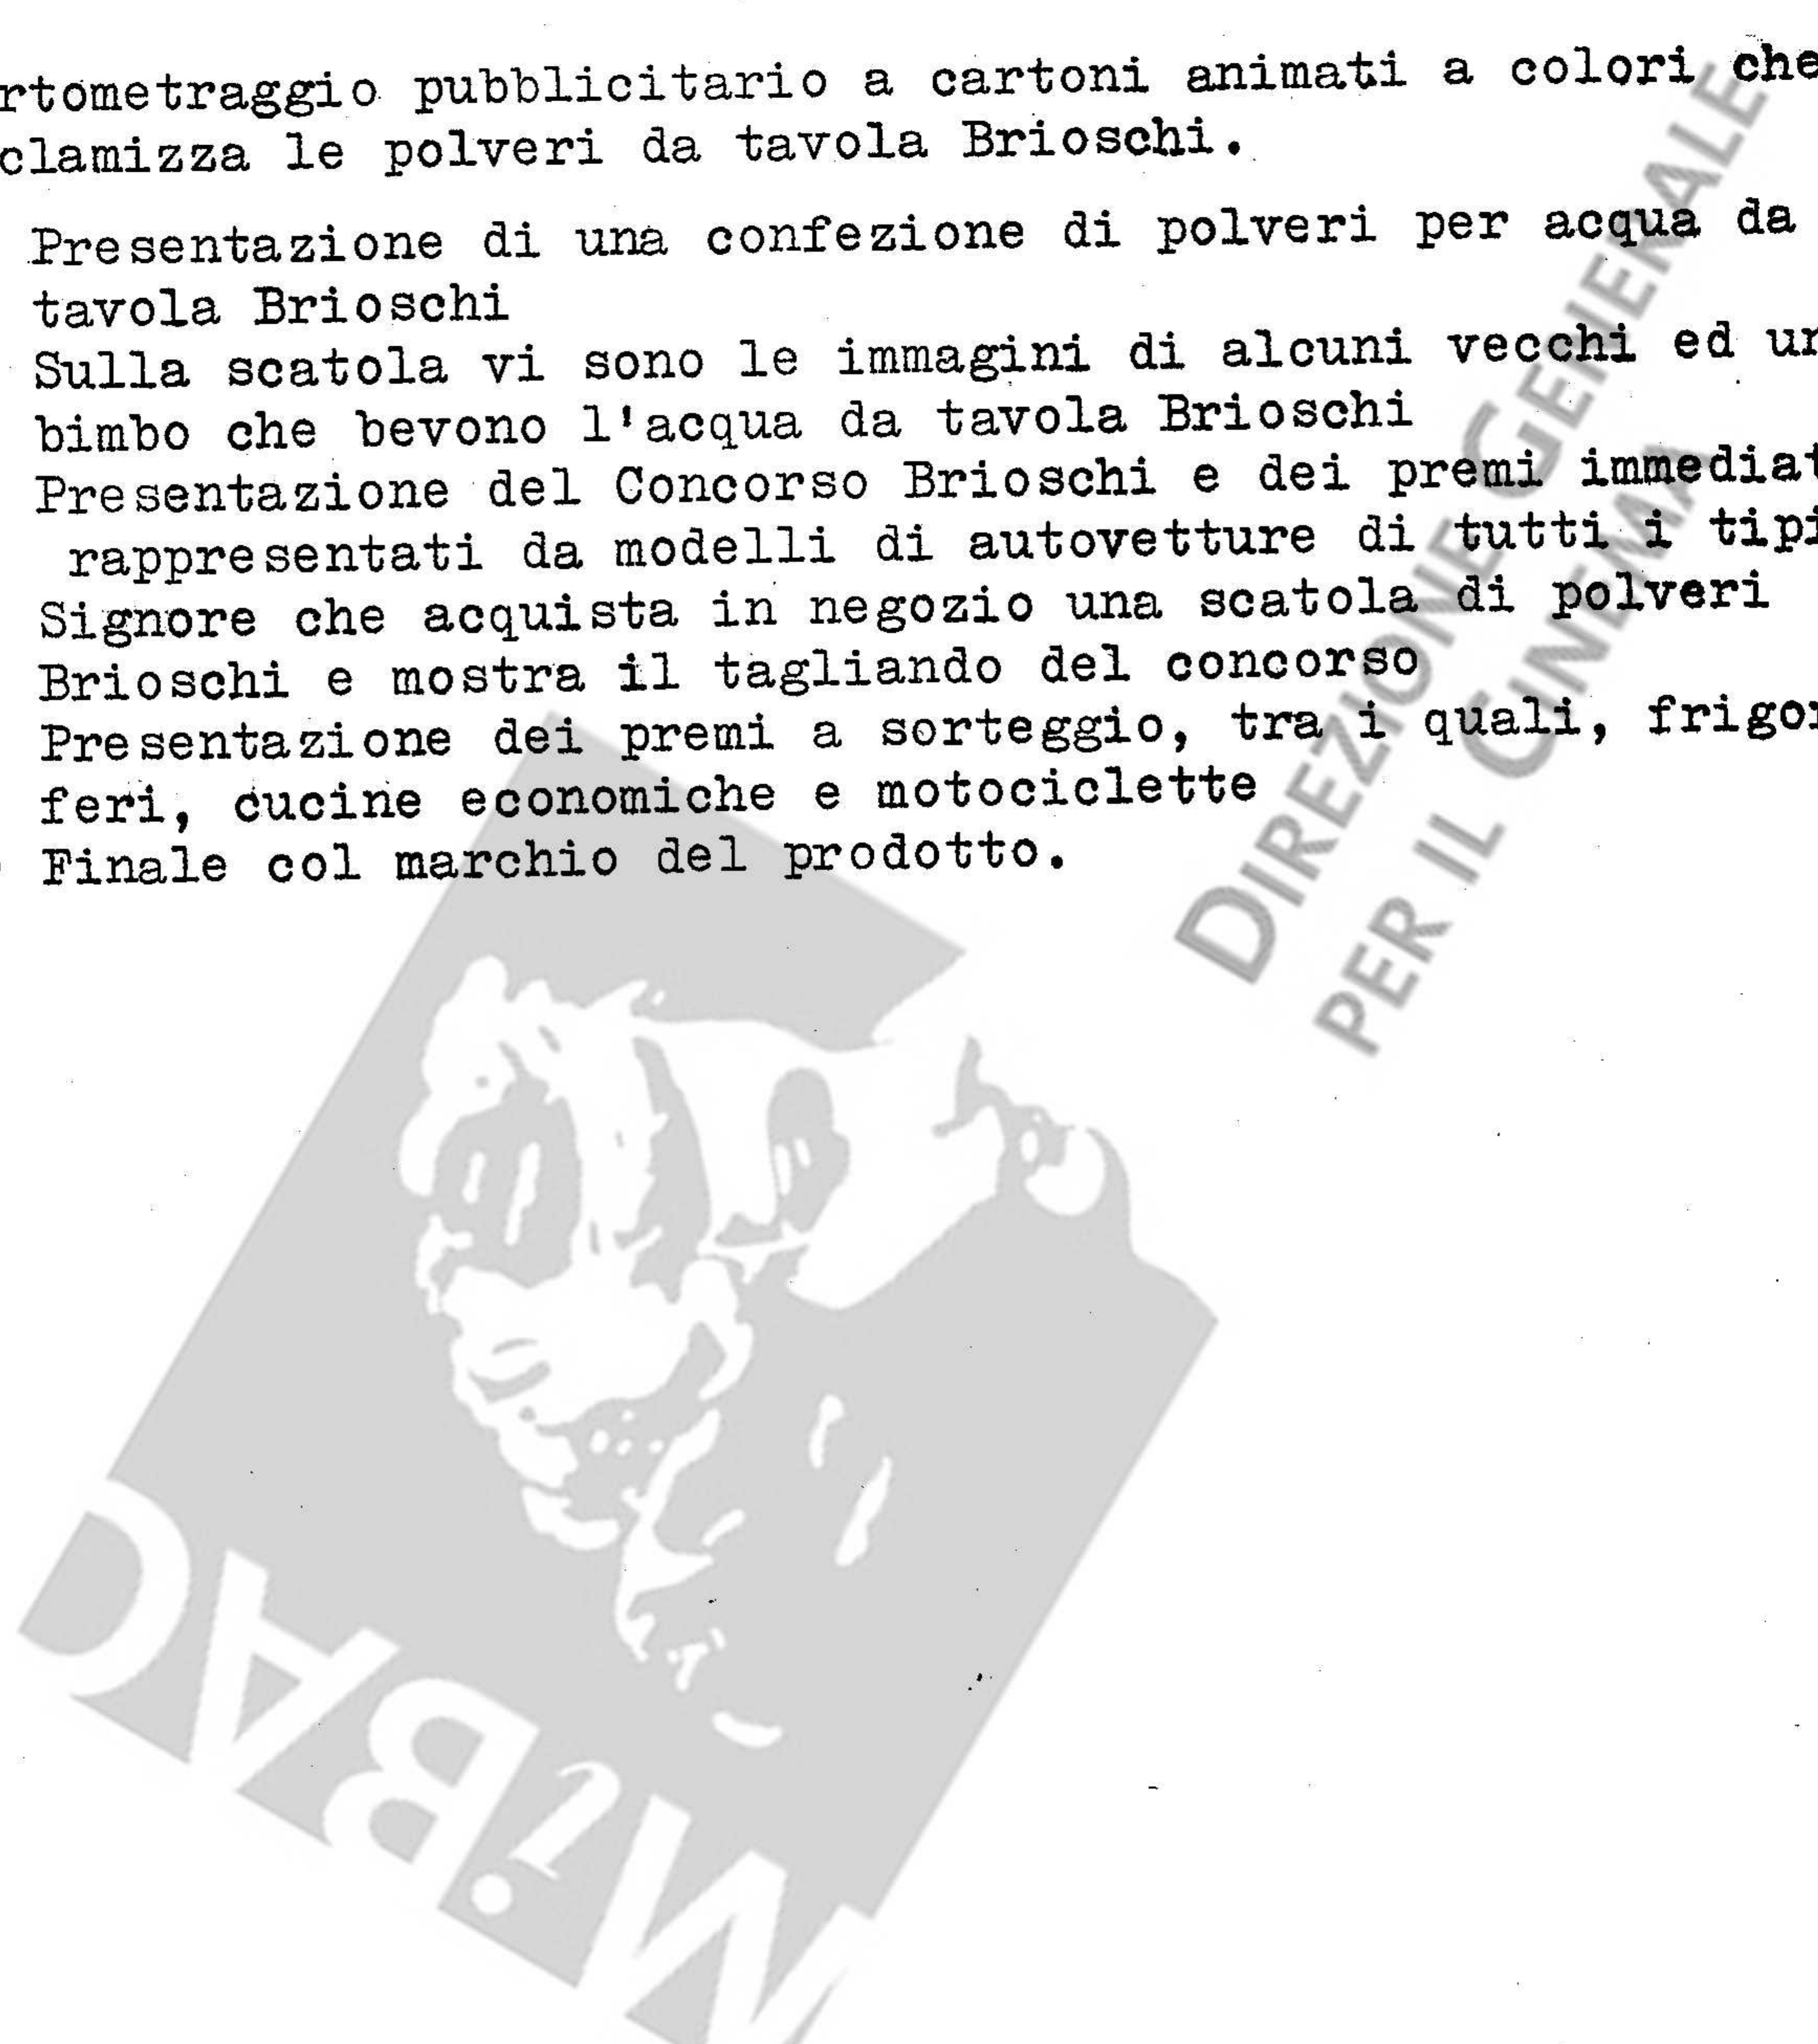 rtometraggio pubblicitario a cartoni animati a colori che
clamizza le polveri da tavola Brioschi.
Presentazione di una confezione di polveri per acqua da
tavola Brioschi
Sulla scatola vi sono le immagini di alcuni vecchi ed un
bimbo che bevono l'acqua da tavola Brioschi
Presentazione del Concorso Brioschi e dei premi immediat
rappresentati da modelli di autovetture di tutti i tipi
Signore che acquista in negozio una scatola di polveri
Brioschi e mostra il tagliando del concorso
Presentazione dei premi a sorteggio, tra i quali, frigor
feri, cucine economiche e motociclette
Finale col marchio del prodotto.
DIREZIONE GENERALE
PER IL CINEMA
MiBAC